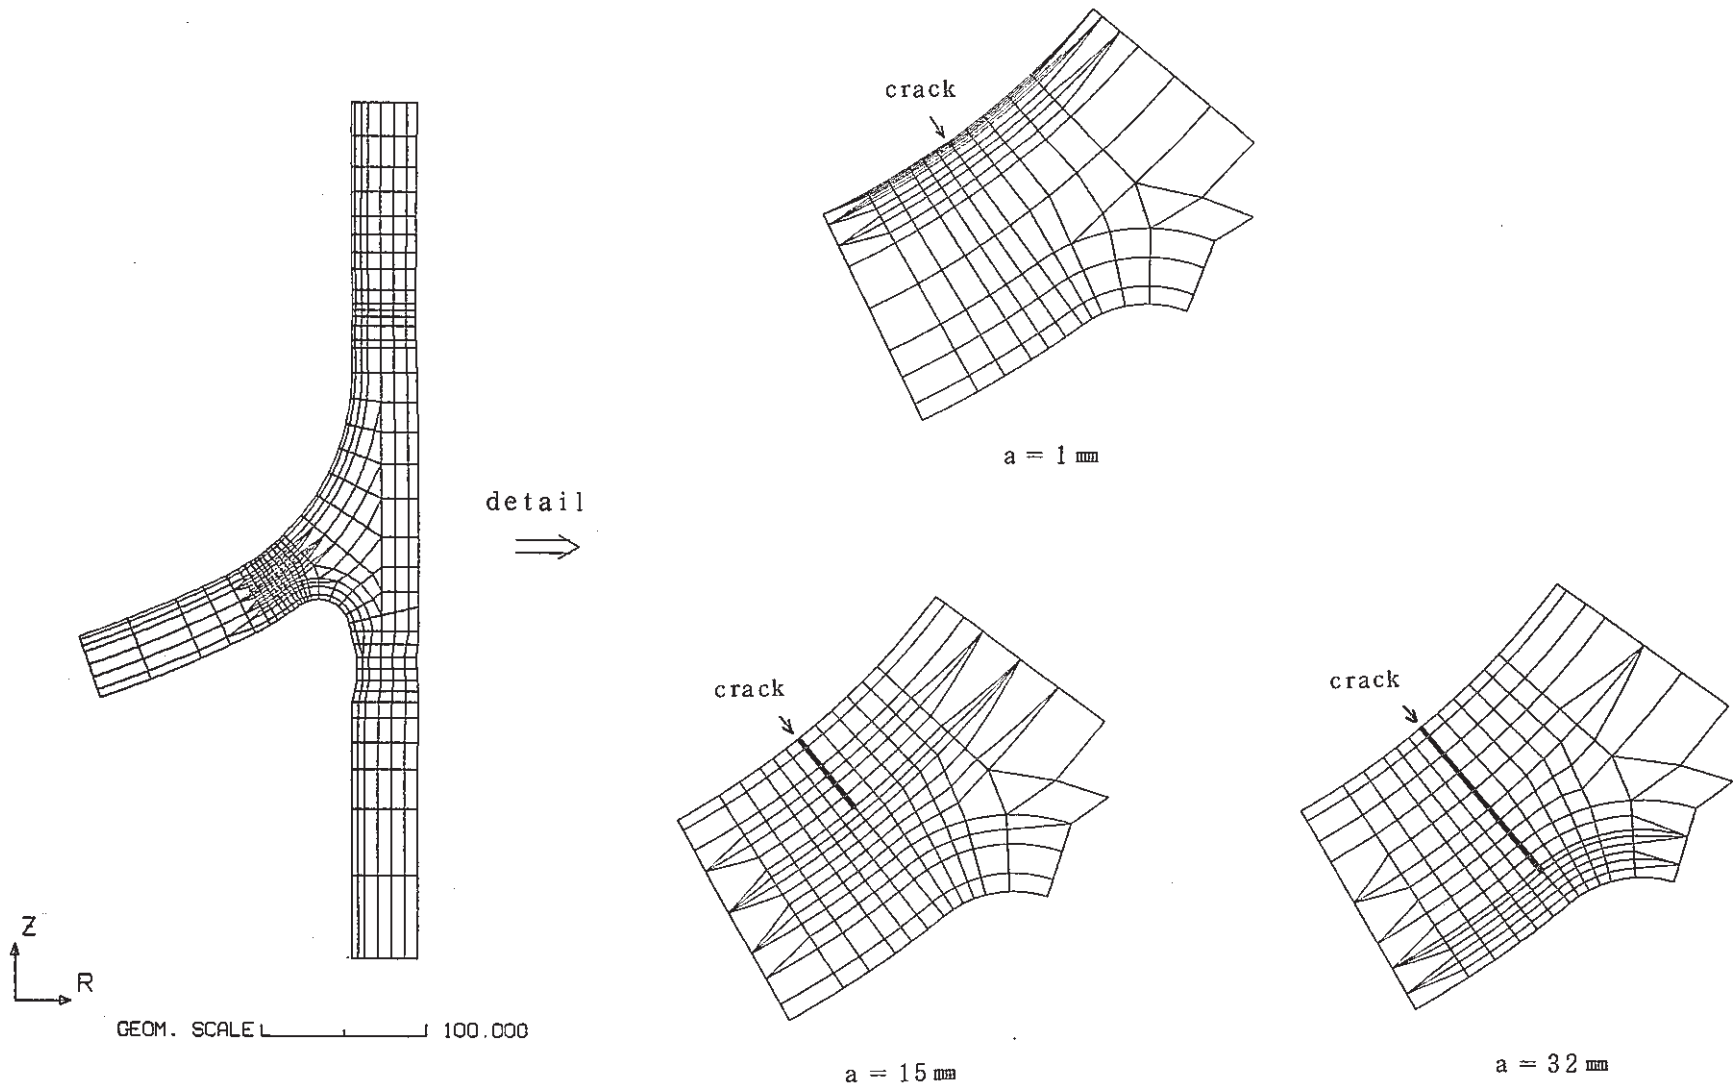 crack
a = 1 mm
detail
crack
crack
Z
R
GEOM. SCALE 100.000
a = 15 mm
a = 32 mm